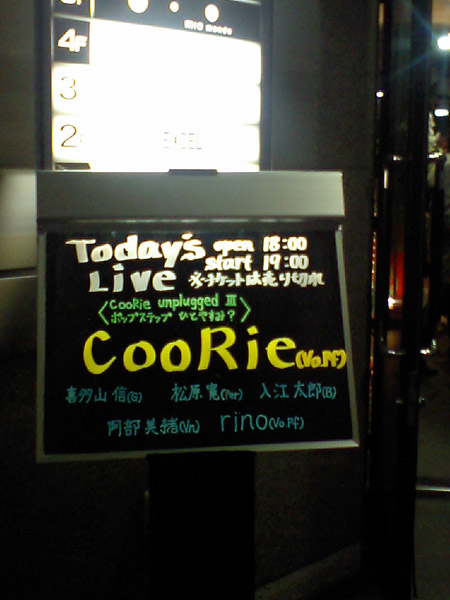 4F
3
2
EXCEL
Today's open 18:00
Live start 19:00
※チケットは売り切れ
〈CooRie unplugged Ⅲ
ポップステップ ひとやすみ?〉
CooRie(Vo.Pf)
喜多山 信(G) 松原 寛(Per) 入江 太郎(B)
阿部 美緒(Vn) rino(Vo.Pf)